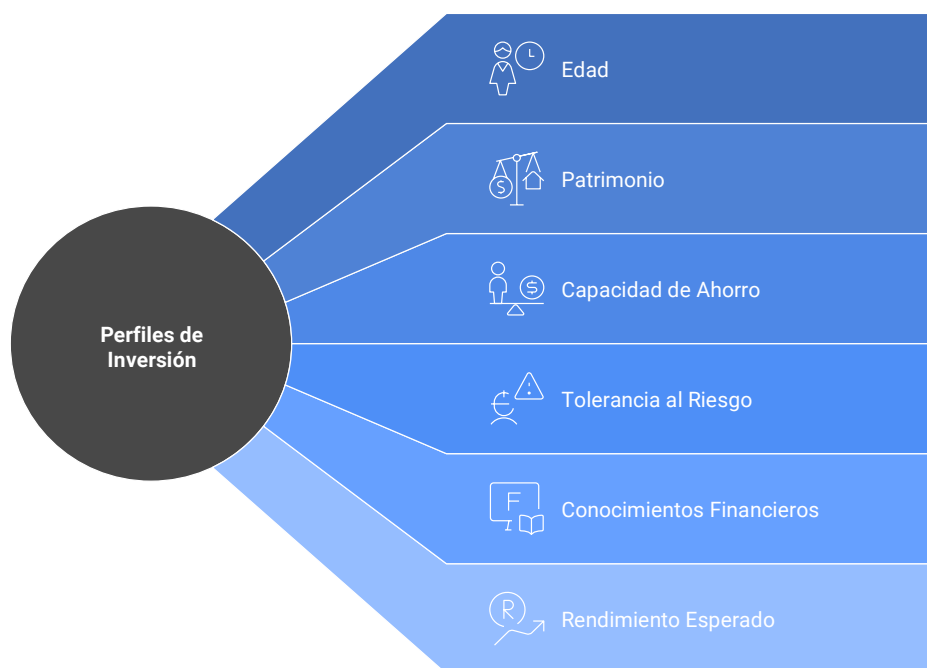 Edad
Patrimonio
Capacidad de Ahorro
Perfiles de
Inversión
Tolerancia al Riesgo
Conocimientos Financieros
Rendimiento Esperado